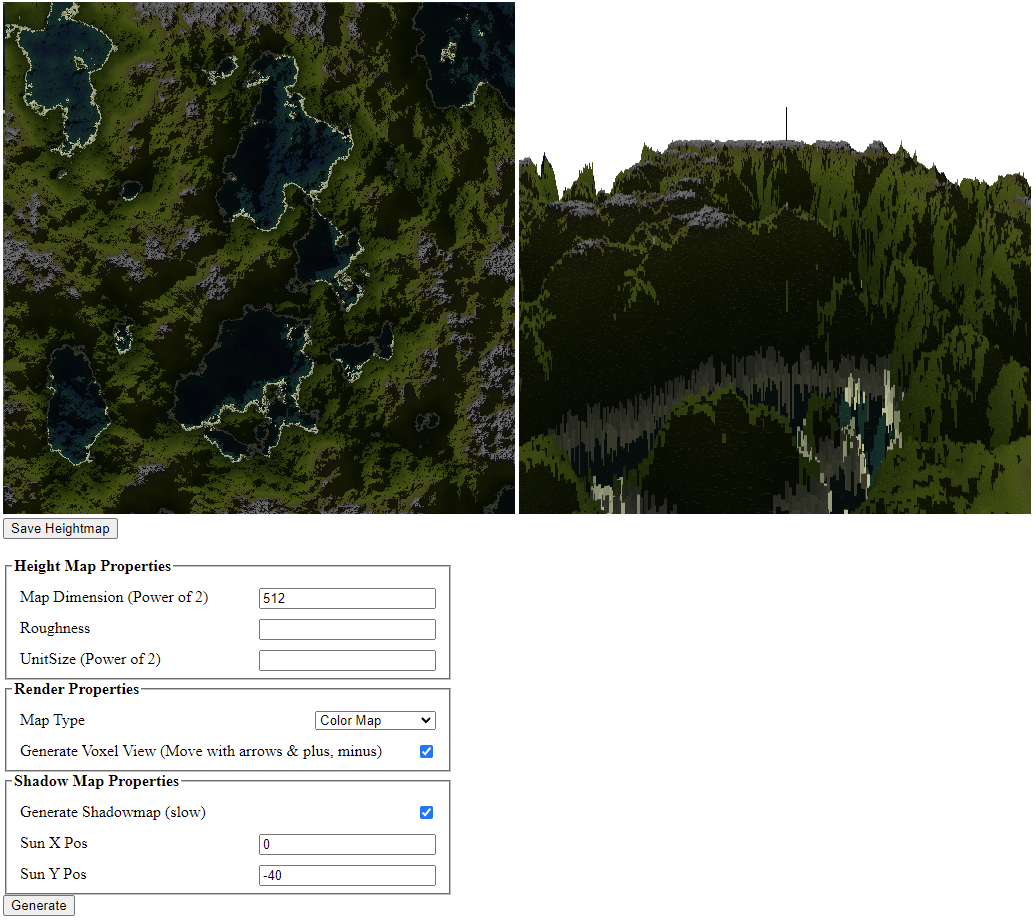 Save Heightmap
Height Map Properties
Map Dimension (Power of 2) 512
Roughness
UnitSize (Power of 2)
Render Properties
Map Type Color Map
Generate Voxel View (Move with arrows & plus, minus)
Shadow Map Properties
Generate Shadowmap (slow)
Sun X Pos 0
Sun Y Pos -40
Generate